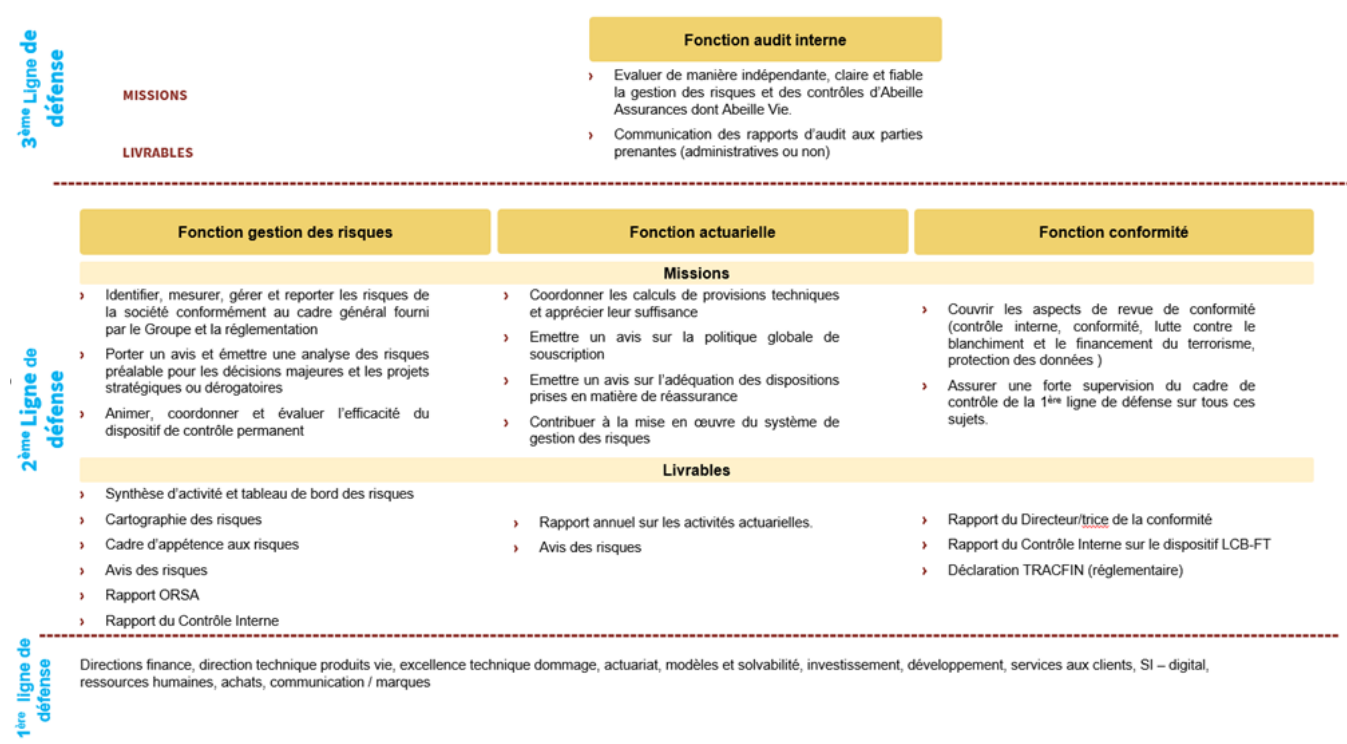 3ème Ligne de
défense
Fonction audit interne
MISSIONS
› Evaluer de manière indépendante, claire et fiable
la gestion des risques et des contrôles d’Abeille
Assurances dont Abeille Vie.
LIVRABLES
› Communication des rapports d’audit aux parties
prenantes (administratives ou non)
2ème Ligne de
défense
Fonction gestion des risques
Fonction actuarielle
Fonction conformité
Missions
› Identifier, mesurer, gérer et reporter les risques de
la société conformément au cadre général fourni
par le Groupe et la réglementation
› Porter un avis et émettre une analyse des risques
préalable pour les décisions majeures et les projets
stratégiques ou dérogatoires
› Animer, coordonner et évaluer l’efficacité du
dispositif de contrôle permanent
› Coordonner les calculs de provisions techniques
et apprécier leur suffisance
› Emettre un avis sur la politique globale de
souscription
› Emettre un avis sur l’adéquation des dispositions
prises en matière de réassurance
› Contribuer à la mise en œuvre du système de
gestion des risques
› Couvrir les aspects de revue de conformité
(contrôle interne, conformité, lutte contre le
blanchiment et le financement du terrorisme,
protection des données )
› Assurer une forte supervision du cadre de
contrôle de la 1ère ligne de défense sur tous ces
sujets.
Livrables
› Synthèse d’activité et tableau de bord des risques
› Cartographie des risques
› Cadre d’appétence aux risques
› Avis des risques
› Rapport ORSA
› Rapport du Contrôle Interne
› Rapport annuel sur les activités actuarielles.
› Avis des risques
› Rapport du Directeur/trice de la conformité
› Rapport du Contrôle Interne sur le dispositif LCB-FT
› Déclaration TRACFIN (réglementaire)
1ère ligne de
défense
Directions finance, direction technique produits vie, excellence technique dommage, actuariat, modèles et solvabilité, investissement, développement, services aux clients, SI – digital,
ressources humaines, achats, communication / marques